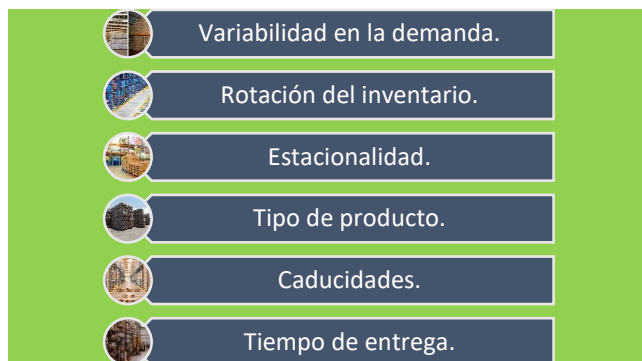 Variabilidad en la demanda.
Rotación del inventario.
Estacionalidad.
Tipo de producto.
Caducidades.
Tiempo de entrega.